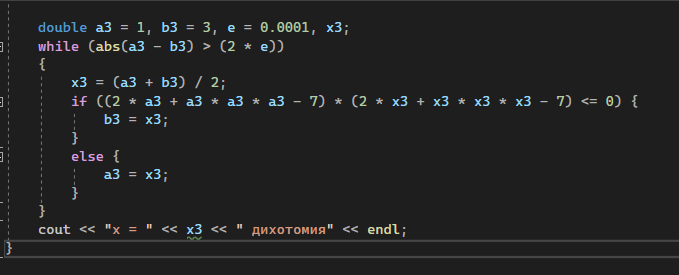 double a3 = 1, b3 = 3, e = 0.0001, x3;
while (abs(a3 - b3) > (2 * e))
{
x3 = (a3 + b3) / 2;
if ((2 * a3 + a3 * a3 * a3 - 7) * (2 * x3 + x3 * x3 * x3 - 7) <= 0) {
b3 = x3;
}
else {
a3 = x3;
}
}
cout << "x = " << x3 << " дихотомия" << endl;
}